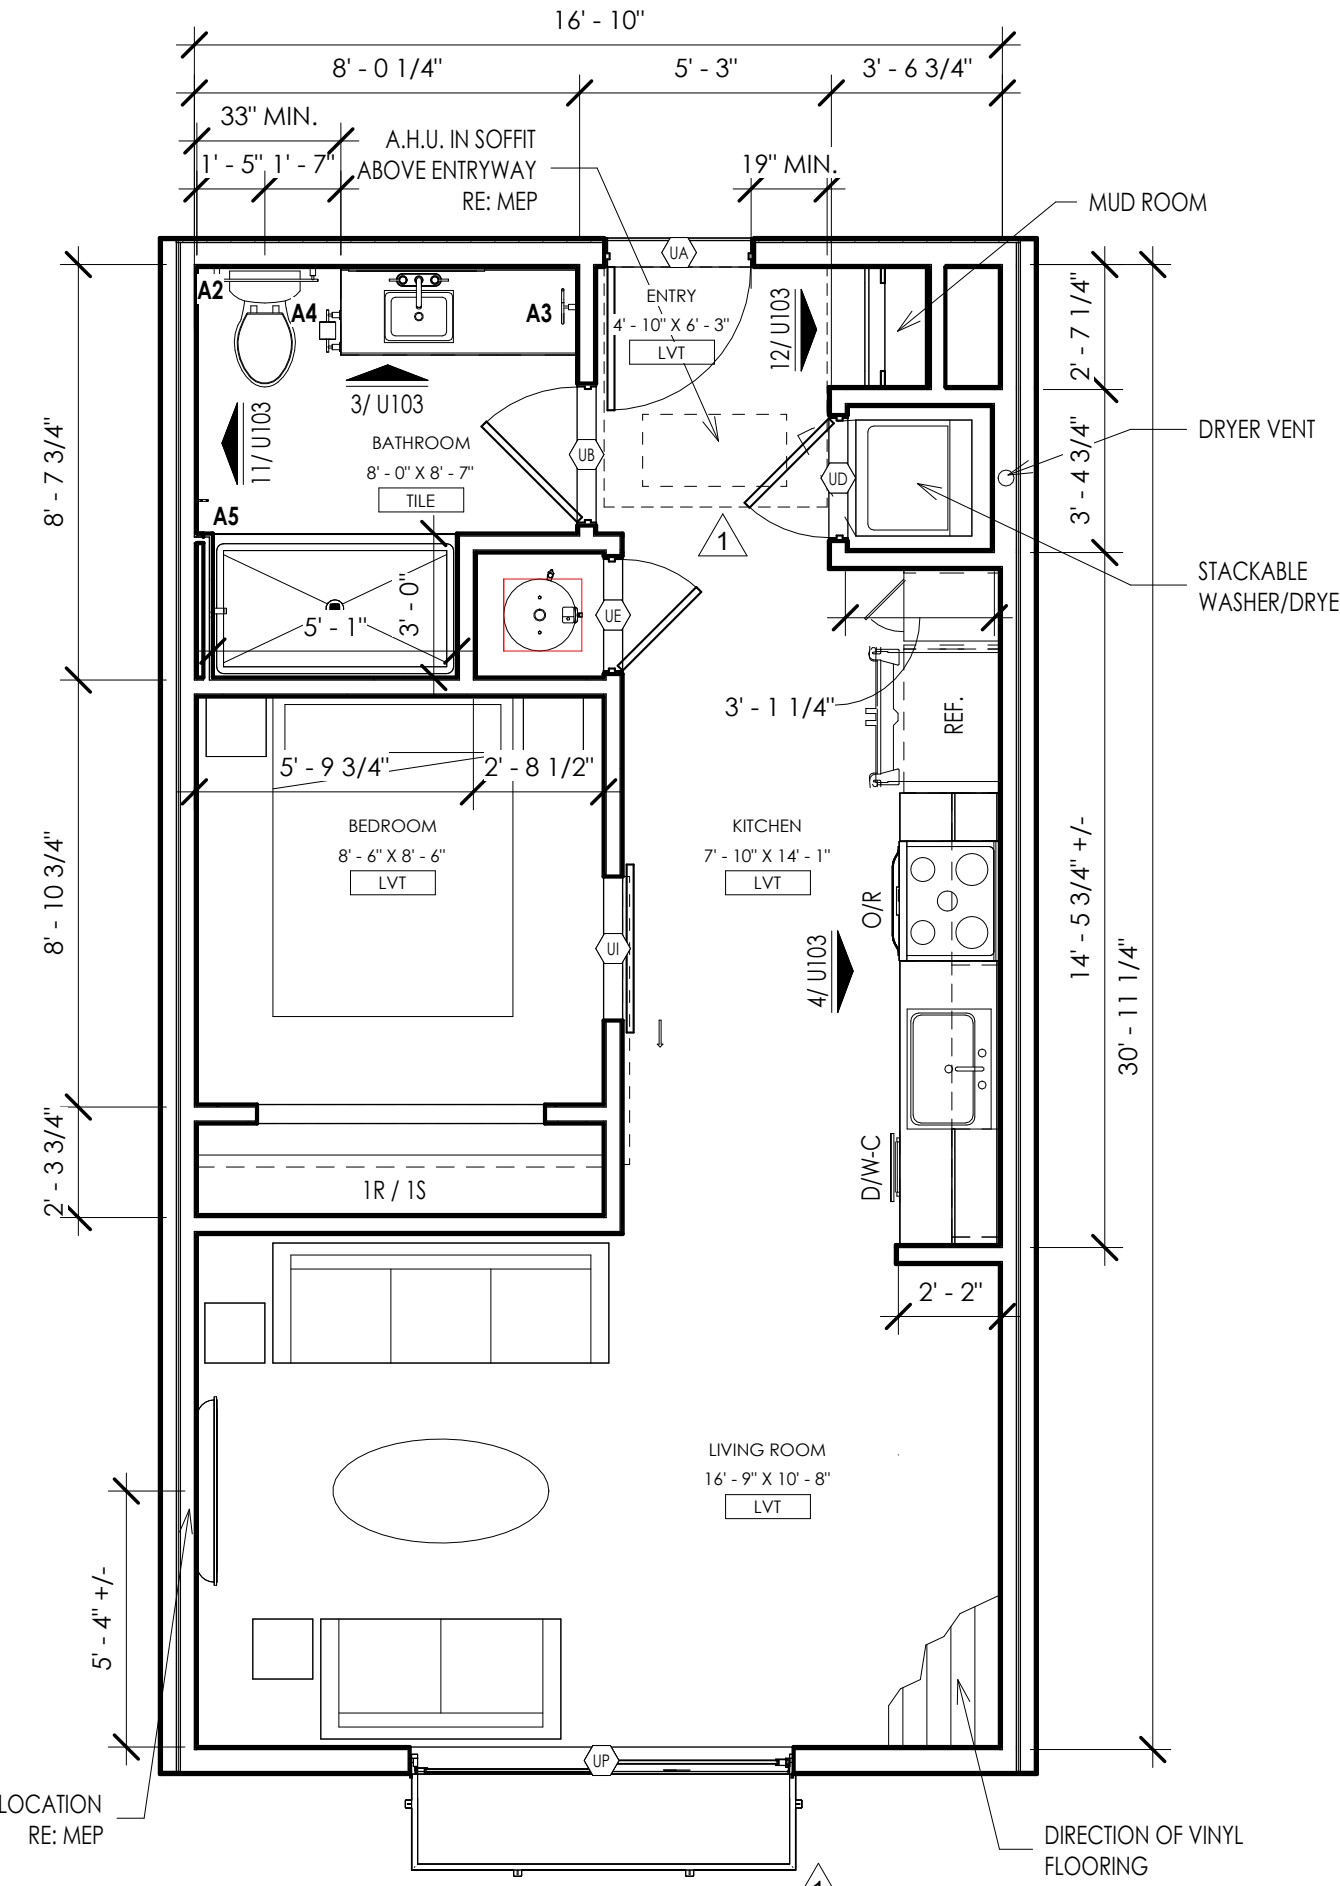 16' - 10"
8' - 0 1/4"
5' - 3"
3' - 6 3/4"
33" MIN.
1' - 5"
1' - 7"
A.H.U. IN SOFFIT
ABOVE ENTRYWAY
RE: MEP
19" MIN.
MUD ROOM
UA
A2
A4
A3
ENTRY
4' - 10" X 6' - 3"
LVT
12/ U103
2' - 7 1/4"
3/ U103
11/ U103
BATHROOM
8' - 0" X 8' - 7"
TILE
UB
UD
DRYER VENT
3' - 4 3/4"
8' - 7 3/4"
A5
1
STACKABLE
WASHER/DRYE
5' - 1"
3' - 0"
UE
3' - 1 1/4"
REF.
5' - 9 3/4"
2' - 8 1/2"
BEDROOM
8' - 6" X 8' - 6"
LVT
KITCHEN
7' - 10" X 14' - 1"
LVT
8' - 10 3/4"
O/R
14' - 5 3/4" +/-
30' - 11 1/4"
UI
4/ U103
2' - 3 3/4"
D/W-C
1R / 1S
2' - 2"
LIVING ROOM
16' - 9" X 10' - 8"
LVT
5' - 4" +/-
UP
LOCATION
RE: MEP
DIRECTION OF VINYL
FLOORING
1